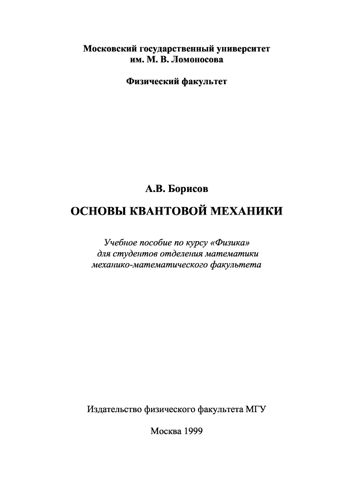 Московский государственный университет
им. М. В. Ломоносова
Физический факультет
А.В. Борисов
ОСНОВЫ КВАНТОВОЙ МЕХАНИКИ
Учебное пособие по курсу «Физика»
для студентов отделения математики
механико-математического факультета
Издательство физического факультета МГУ
Москва 1999